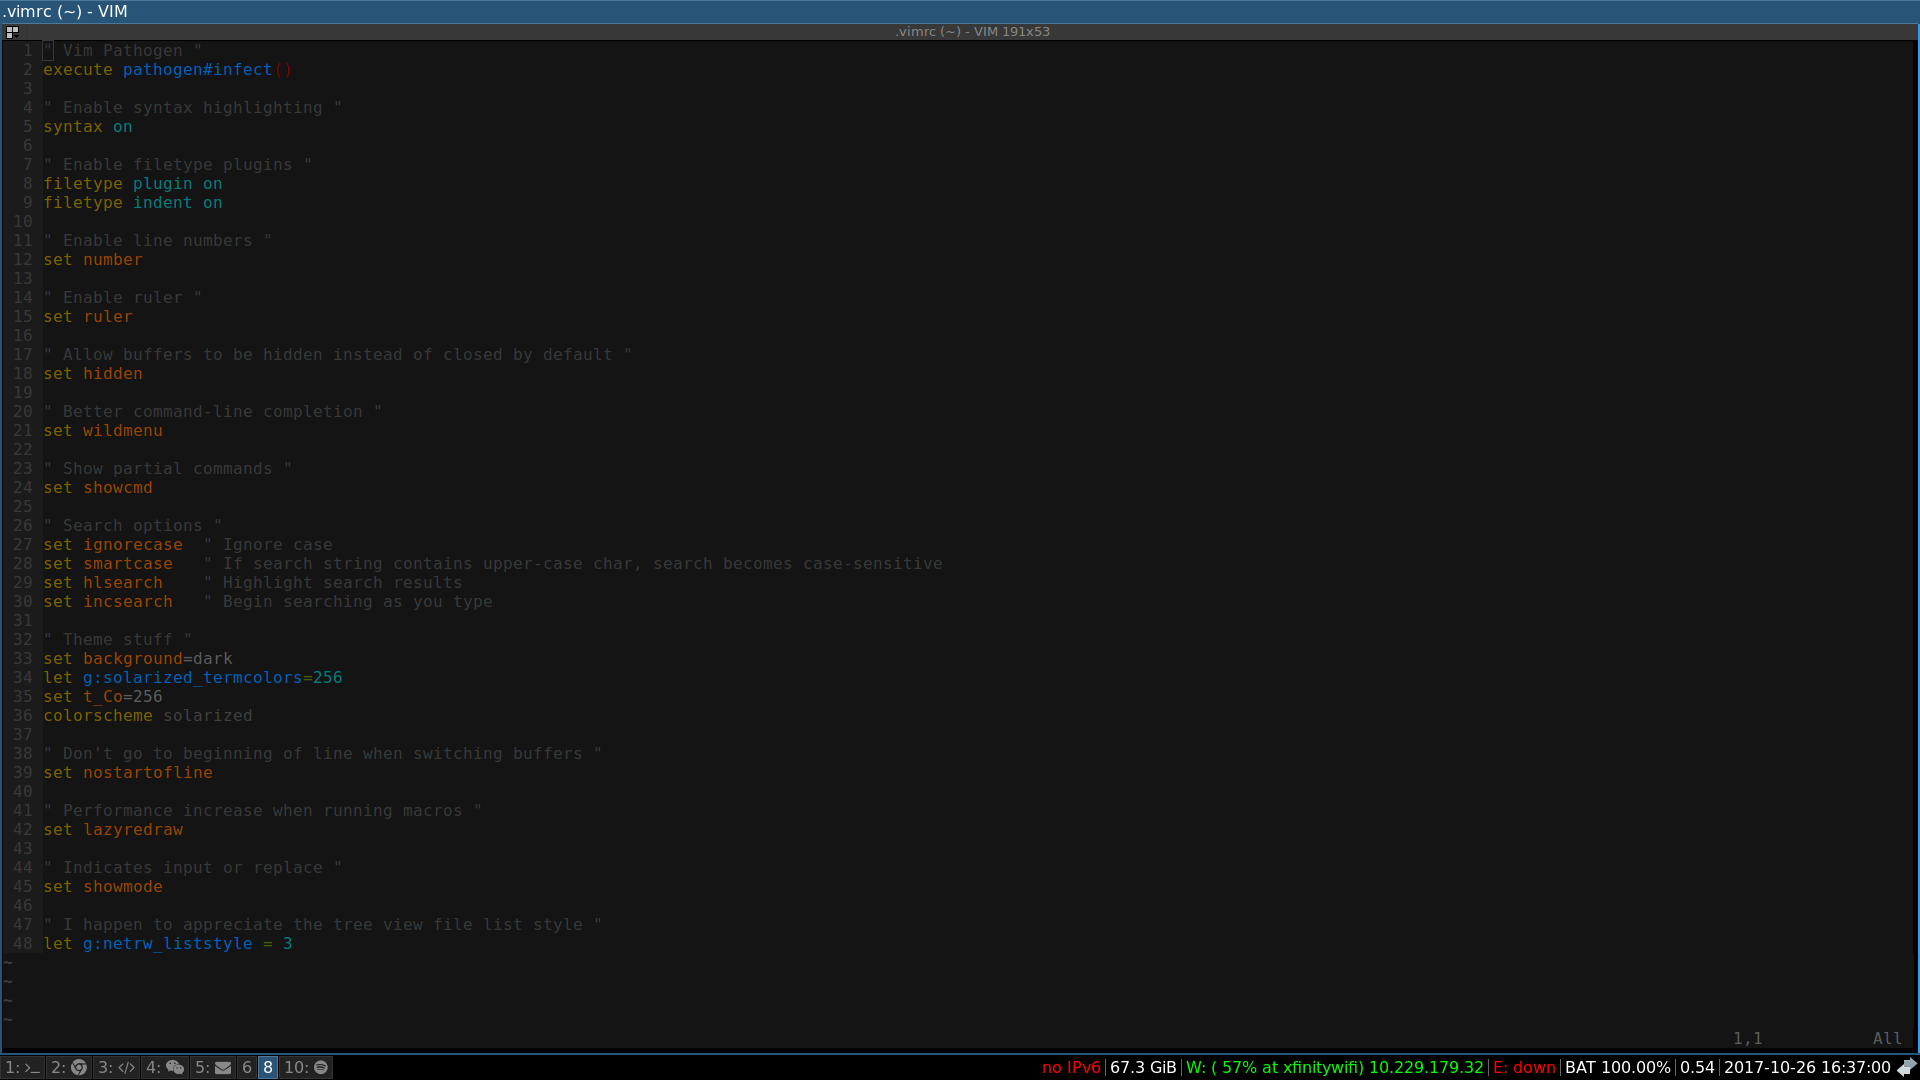 .vimrc (~) - VIM
.vimrc (~) - VIM 191x53
1 " Vim Pathogen "
2 execute pathogen#infect()
3
4 " Enable syntax highlighting "
5 syntax on
6
7 " Enable filetype plugins "
8 filetype plugin on
9 filetype indent on
10
11 " Enable line numbers "
12 set number
13
14 " Enable ruler "
15 set ruler
16
17 " Allow buffers to be hidden instead of closed by default "
18 set hidden
19
20 " Better command-line completion "
21 set wildmenu
22
23 " Show partial commands "
24 set showcmd
25
26 " Search options "
27 set ignorecase  " Ignore case
28 set smartcase   " If search string contains upper-case char, search becomes case-sensitive
29 set hlsearch    " Highlight search results
30 set incsearch   " Begin searching as you type
31
32 " Theme stuff "
33 set background=dark
34 let g:solarized_termcolors=256
35 set t_Co=256
36 colorscheme solarized
37
38 " Don't go to beginning of line when switching buffers "
39 set nostartofline
40
41 " Performance increase when running macros "
42 set lazyredraw
43
44 " Indicates input or replace "
45 set showmode
46
47 " I happen to appreciate the tree view file list style "
48 let g:netrw_liststyle = 3
~
~
~
~
1,1 All
1: 2: 3: 4: 5: 6 8 10: no IPv6|67.3 GiB|W: ( 57% at xfinitywifi) 10.229.179.32|E: down|BAT 100.00%|0.54|2017-10-26 16:37:00